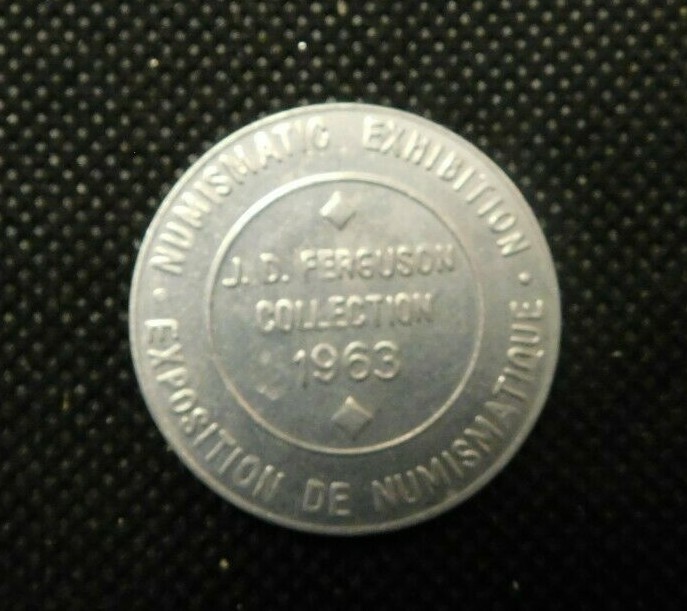 NUMISMATIC EXHIBITION
J. D. FERGUSON
COLLECTION
1963
EXPOSITION DE NUMISMATIQUE